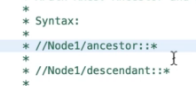 *
* Syntax:
*
* //Node1/ancestor::*
*
* //Node1/descendant::*
*